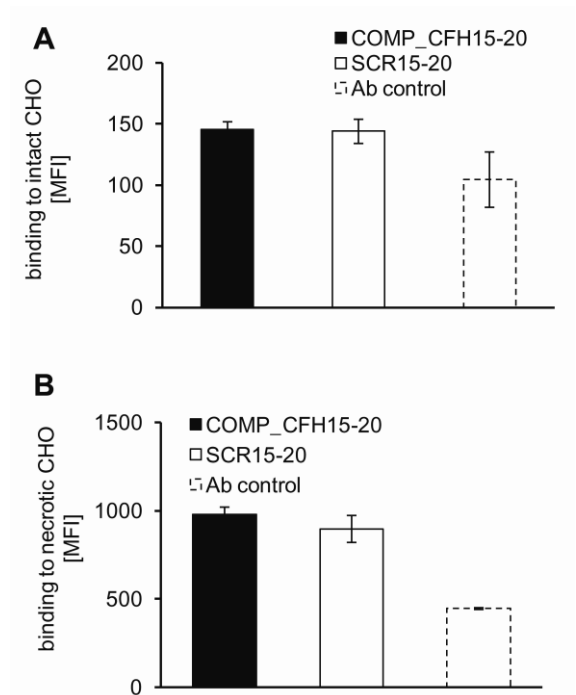 A
COMP_CFH15-20
SCR15-20
Ab control
binding to intact CHO
[MFI]
200
150
100
50
0
B
COMP_CFH15-20
SCR15-20
Ab control
binding to necrotic CHO
[MFI]
1500
1000
500
0